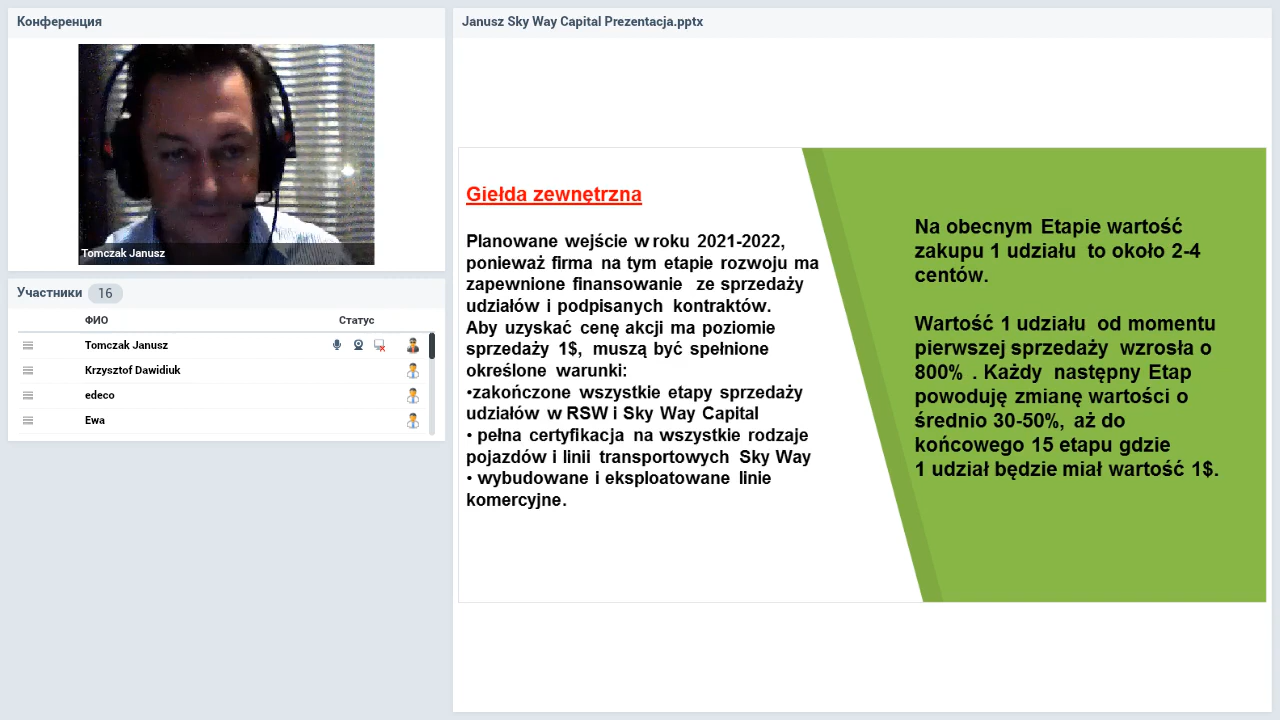 Конференция
Tomczak Janusz
Участники 16
ФИО Статус
Tomczak Janusz
Krzysztof Dawidiuk
edeco
Ewa
Janusz Sky Way Capital Prezentacja.pptx
Giełda zewnętrzna
Planowane wejście w roku 2021-2022,
ponieważ firma na tym etapie rozwoju ma
zapewnione finansowanie ze sprzedaży
udziałów i podpisanych kontraktów.
Aby uzyskać cenę akcji ma poziomie
sprzedaży 1$, muszą być spełnione
określone warunki:
•zakończone wszystkie etapy sprzedaży
udziałów w RSW i Sky Way Capital
• pełna certyfikacja na wszystkie rodzaje
pojazdów i linii transportowych Sky Way
• wybudowane i eksploatowane linie
komercyjne.
Na obecnym Etapie wartość
zakupu 1 udziału to około 2-4
centów.
Wartość 1 udziału od momentu
pierwszej sprzedaży wzrosła o
800% . Każdy następny Etap
powoduję zmianę wartości o
średnio 30-50%, aż do
końcowego 15 etapu gdzie
1 udział będzie miał wartość 1$.